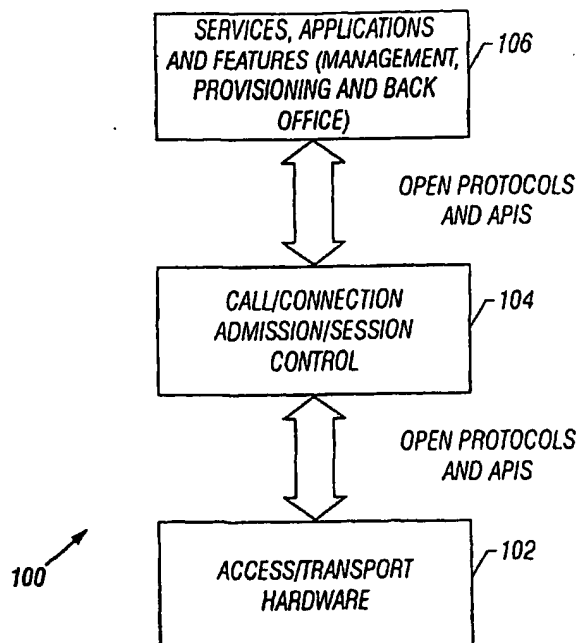 SERVICES, APPLICATIONS
AND FEATURES (MANAGEMENT,
PROVISIONING AND BACK
OFFICE)
106
OPEN PROTOCOLS
AND APIS
CALL/CONNECTION
ADMISSION/SESSION
CONTROL
104
OPEN PROTOCOLS
AND APIS
ACCESS/TRANSPORT
HARDWARE
102
100